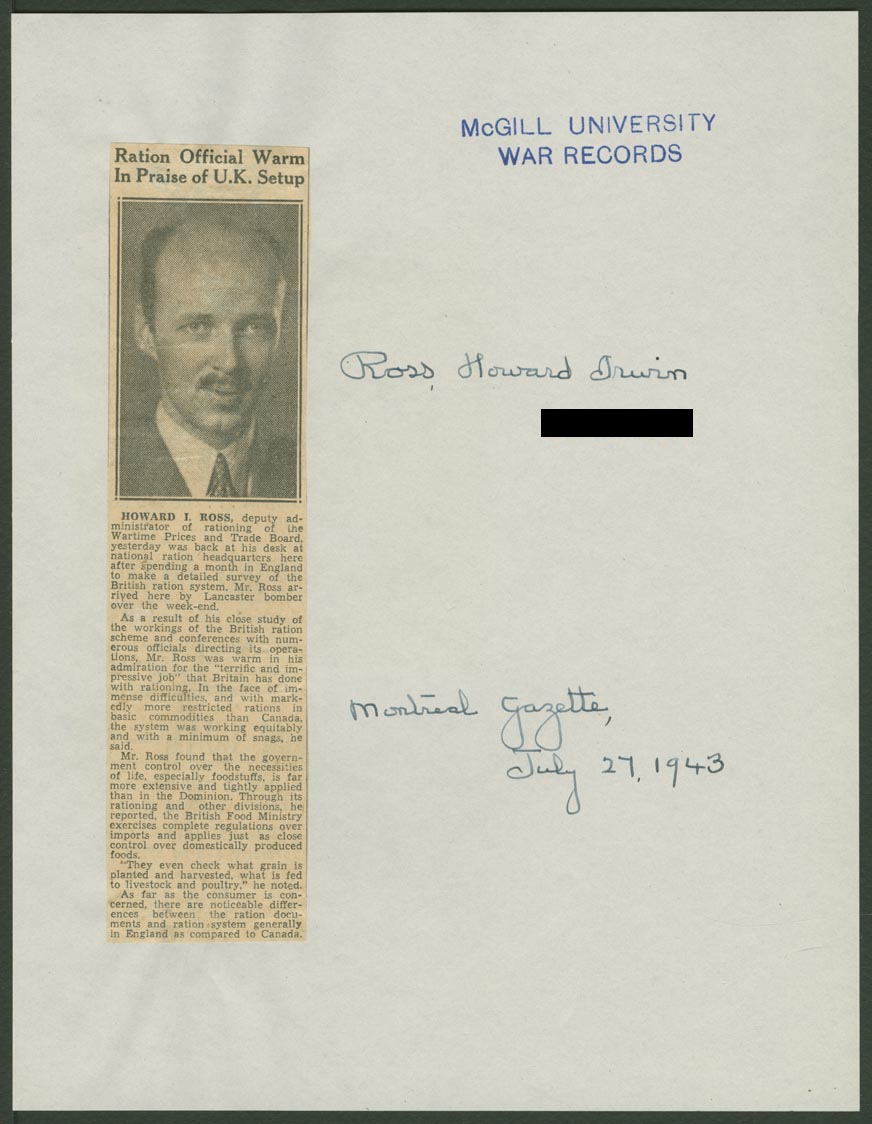 McGILL UNIVERSITY
WAR RECORDS
Ration Official Warm
In Praise of U.K. Setup
HOWARD I. ROSS, deputy ad-
ministrator of rationing of the
Wartime Prices and Trade Board,
yesterday was back at his desk at
national ration headquarters here
after spending a month in England
to make a detailed survey of the
British ration system. Mr. Ross ar-
rived here by Lancaster bomber
over the week-end.
As a result of his close study of
the workings of the British ration
scheme and conferences with num-
erous officials directing its opera-
tions, Mr. Ross was warm in his
admiration for the "terrific and im-
pressive job" that Britain has done
with rationing. In the face of im-
mense difficulties, and with mark-
edly more restricted rations in
basic commodities than Canada,
the system was working equitably
and with a minimum of snags, he
said.
Mr. Ross found that the govern-
ment control over the necessities
of life, especially foodstuffs, is far
more extensive and tightly applied
than in the Dominion. Through its
rationing and other divisions, he
reported, the British Food Ministry
exercises complete regulations over
imports and applies just as close
control over domestically produced
foods.
"They even check what grain is
planted and harvested, what is fed
to livestock and poultry," he noted.
As far as the consumer is con-
cerned, there are noticeable differ-
ences between the ration docu-
ments and ration system generally
in England as compared to Canada.
Ross, Howard Irwin
Montreal Gazette,
July 27, 1943